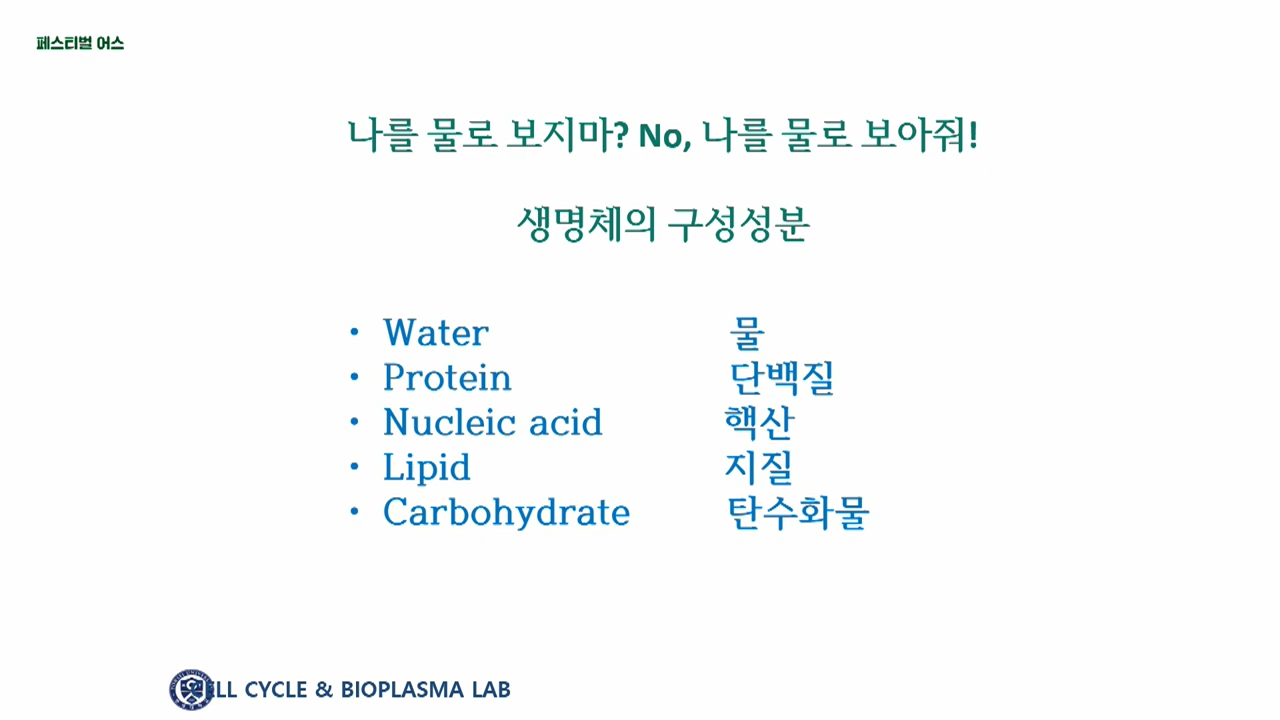 페스티벌 어스
나를 물로 보지마? No, 나를 물로 보아줘!
생명체의 구성성분
• Water 물
• Protein 단백질
• Nucleic acid 핵산
• Lipid 지질
• Carbohydrate 탄수화물
LL CYCLE & BIOPLASMA LAB